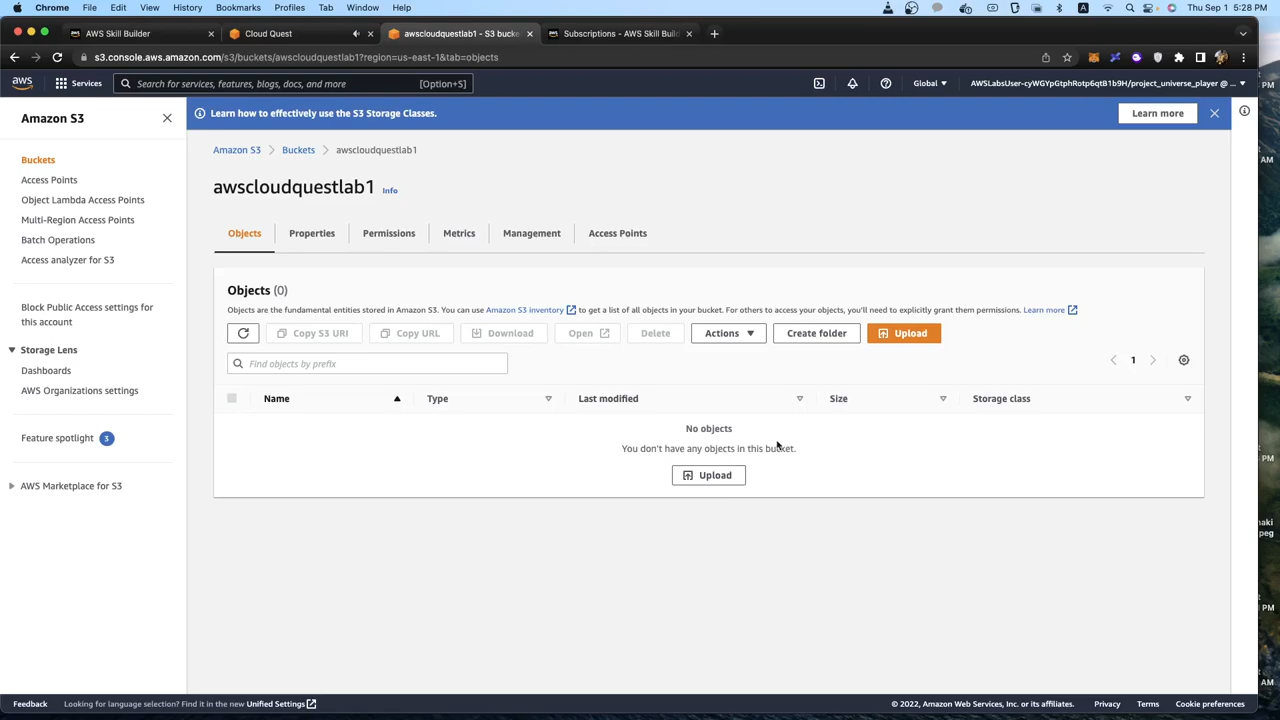 Chrome File Edit View History Bookmarks Profiles Tab Window Help
Thu Sep 1 5:28 PM
AWS Skill Builder
Cloud Quest
awscloudquestlab1 - S3 bucke
Subscriptions - AWS Skill Build
s3.console.aws.amazon.com/s3/buckets/awscloudquestlab1?region=us-east-1&tab=objects
aws
Services
Search for services, features, blogs, docs, and more [Option+S]
Global
AWSLabsUser-cyWGYpGtphRotp6qtB1b9H/project_universe_player @ ...
Amazon S3
Learn how to effectively use the S3 Storage Classes.
Learn more
Buckets
Access Points
Object Lambda Access Points
Multi-Region Access Points
Batch Operations
Access analyzer for S3
Block Public Access settings for
this account
Storage Lens
Dashboards
AWS Organizations settings
Feature spotlight 3
AWS Marketplace for S3
Amazon S3 Buckets awscloudquestlab1
awscloudquestlab1 Info
Objects Properties Permissions Metrics Management Access Points
Objects (0)
Objects are the fundamental entities stored in Amazon S3. You can use Amazon S3 inventory to get a list of all objects in your bucket. For others to access your objects, you'll need to explicitly grant them permissions. Learn more
Copy S3 URI Copy URL Download Open Delete Actions Create folder Upload
Find objects by prefix
1
Name Type Last modified Size Storage class
No objects
You don't have any objects in this bucket.
Upload
Feedback Looking for language selection? Find it in the new Unified Settings
© 2022, Amazon Web Services, Inc. or its affiliates. Privacy Terms Cookie preferences